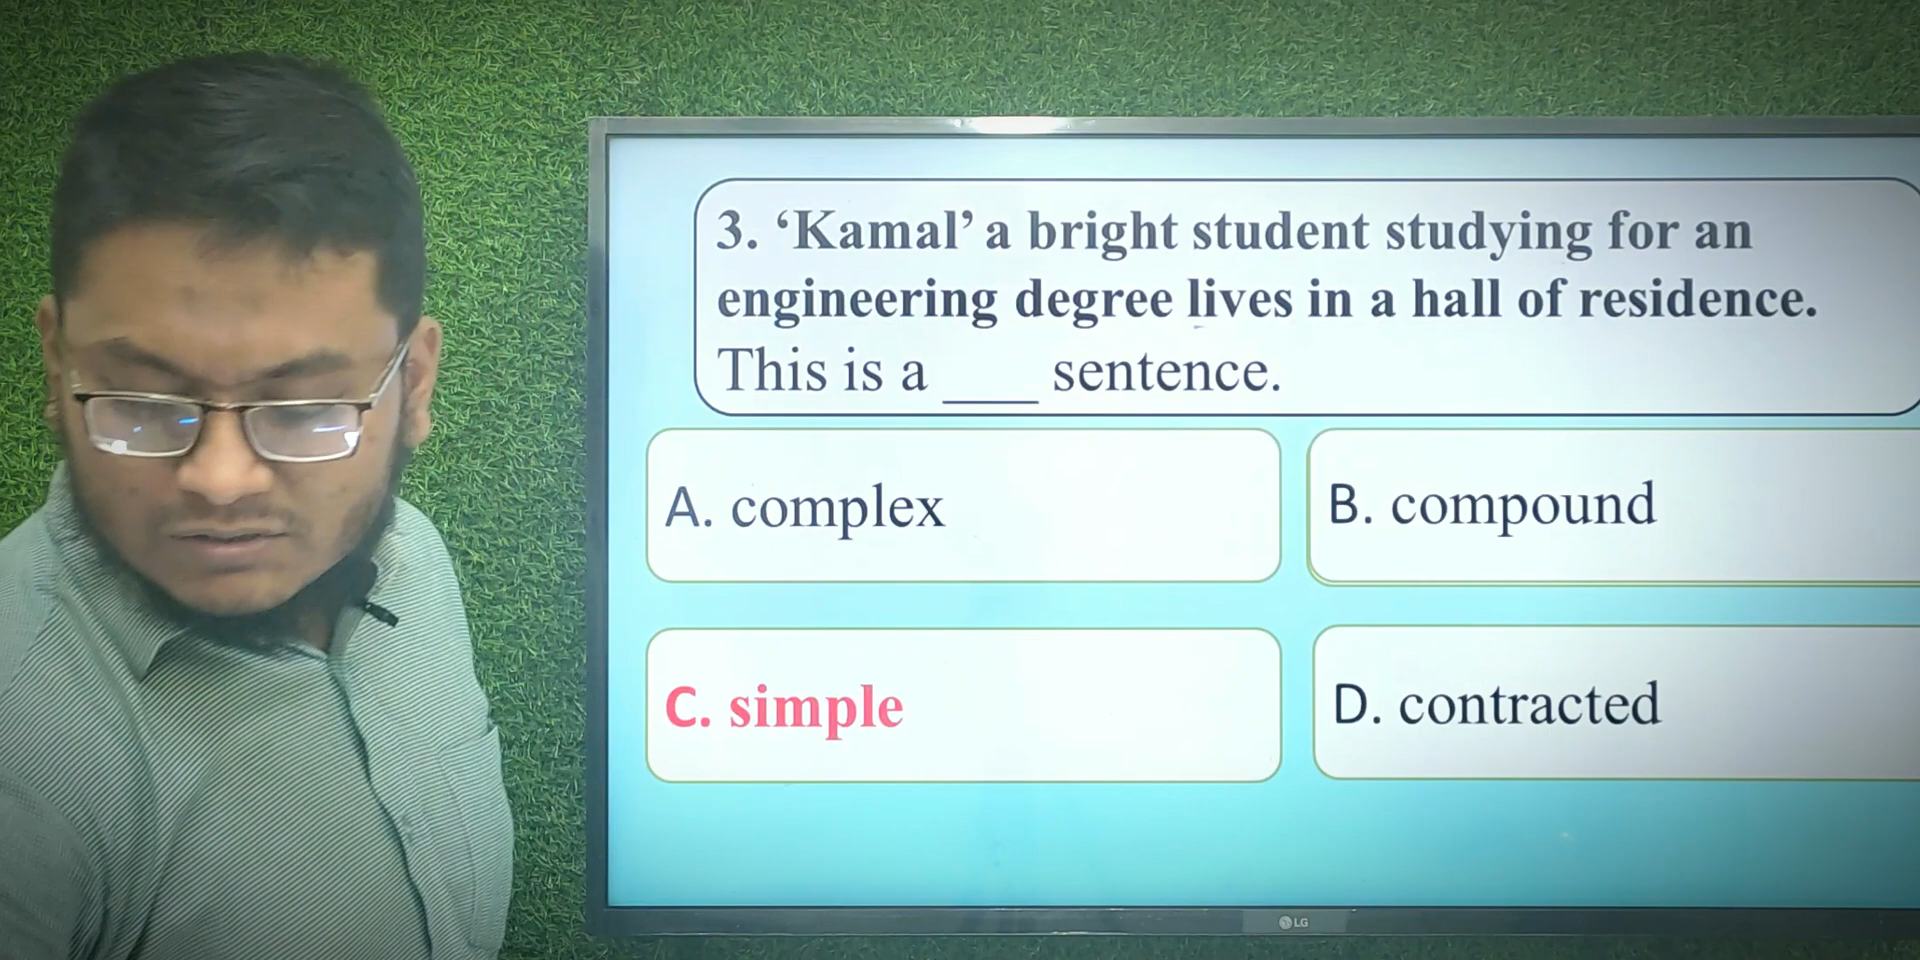 3. ‘Kamal’ a bright student studying for an
engineering degree lives in a hall of residence.
This is a ____ sentence.
A. complex
B. compound
C. simple
D. contracted
LG